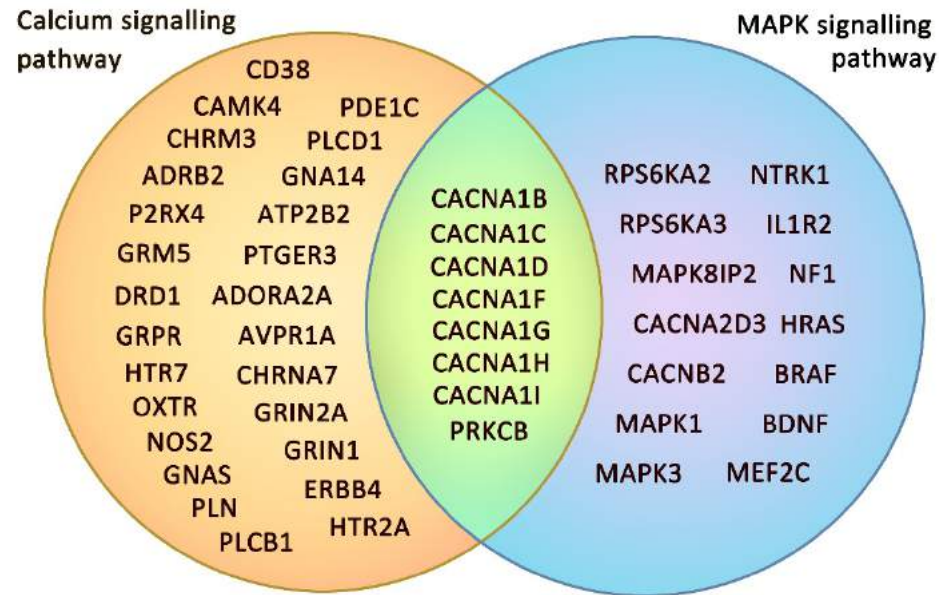 Calcium signalling
pathway
MAPK signalling
pathway
CD38
CAMK4 PDE1C
CHRM3 PLCD1
ADRB2 GNA14
P2RX4 ATP2B2
GRM5 PTGER3
DRD1 ADORA2A
GRPR AVPR1A
HTR7 CHRNA7
OXTR GRIN2A
NOS2 GRIN1
GNAS ERBB4
PLN HTR2A
PLCB1
CACNA1B
CACNA1C
CACNA1D
CACNA1F
CACNA1G
CACNA1H
CACNA1I
PRKCB
RPS6KA2 NTRK1
RPS6KA3 IL1R2
MAPK8IP2 NF1
CACNA2D3 HRAS
CACNB2 BRAF
MAPK1 BDNF
MAPK3 MEF2C